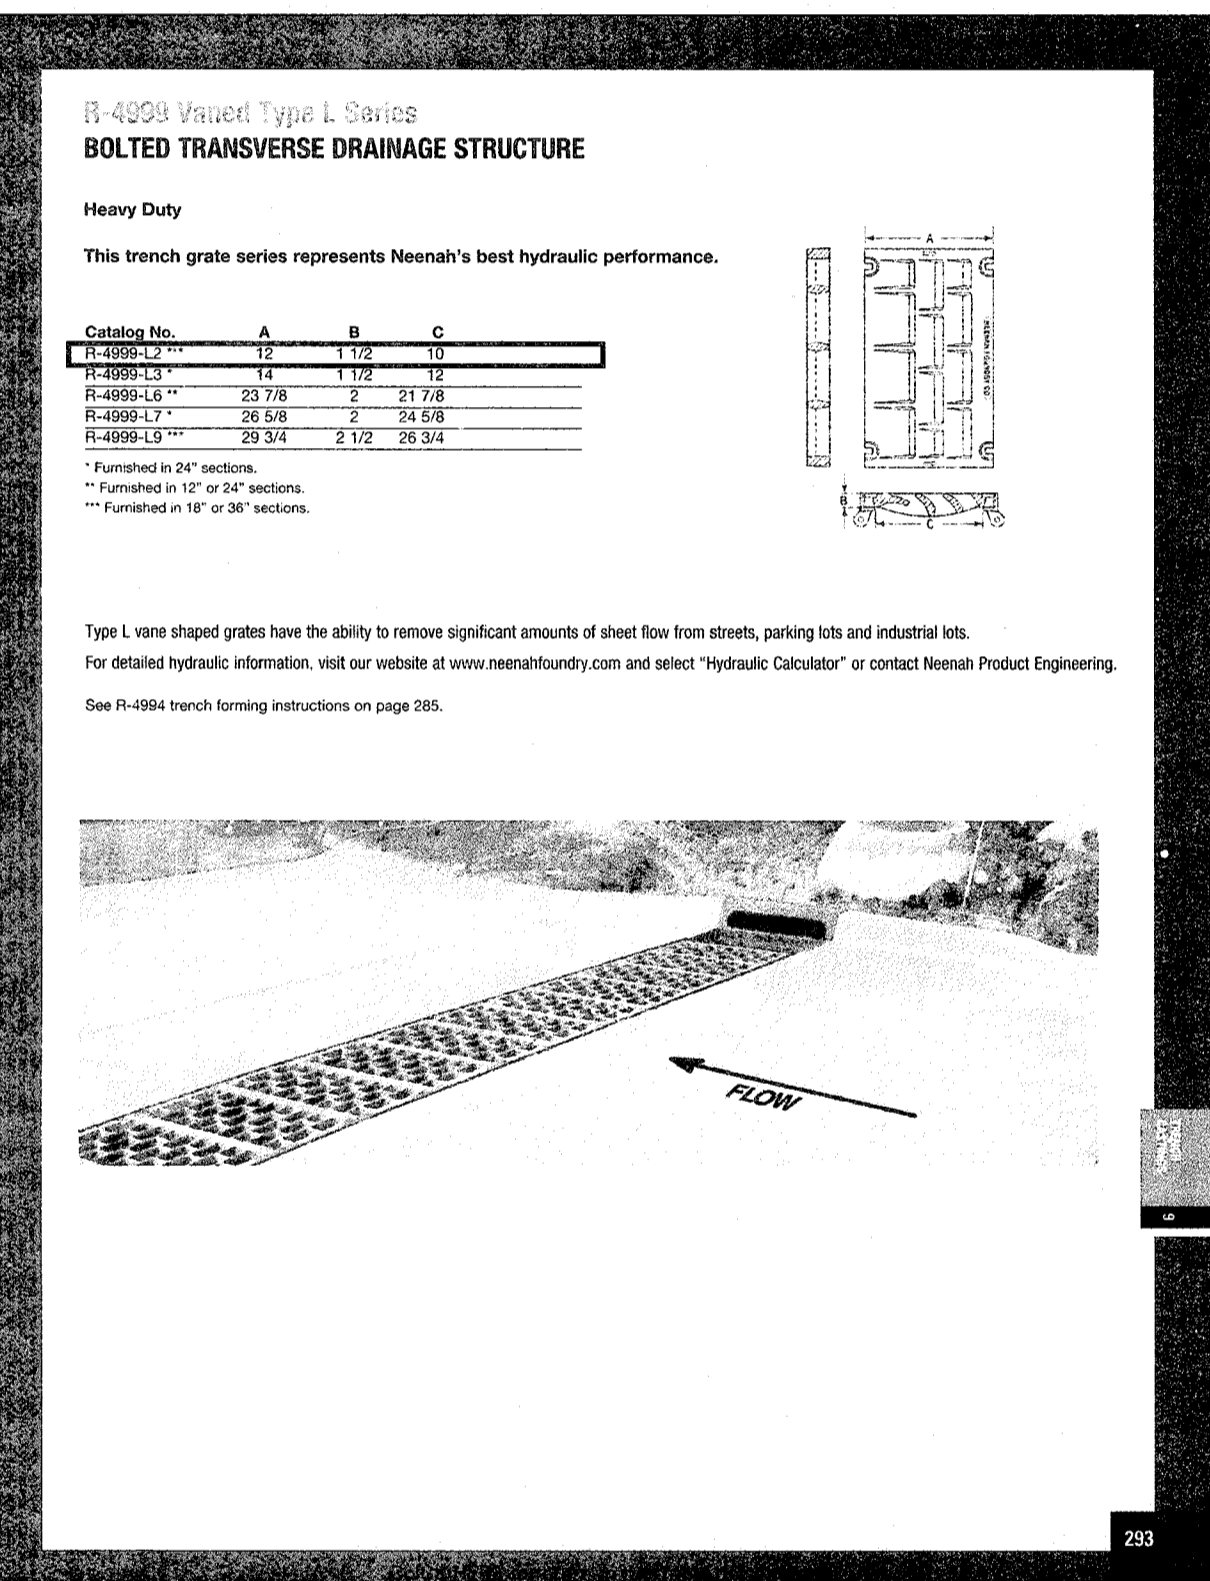 R-4999 Vaned Type L Series
BOLTED TRANSVERSE DRAINAGE STRUCTURE
Heavy Duty
This trench grate series represents Neenah's best hydraulic performance.
Catalog No. A B C
R-4999-L2 *** 12 1 1/2 10
R-4999-L3 * 14 1 1/2 12
R-4999-L6 ** 23 7/8 2 21 7/8
R-4999-L7 * 26 5/8 2 24 5/8
R-4999-L9 *** 29 3/4 2 1/2 26 3/4
* Furnished in 24" sections.
** Furnished in 12" or 24" sections.
*** Furnished in 18" or 36" sections.
A
B
C
Type L vane shaped grates have the ability to remove significant amounts of sheet flow from streets, parking lots and industrial lots.
For detailed hydraulic information, visit our website at www.neenahfoundry.com and select "Hydraulic Calculator" or contact Neenah Product Engineering.
See R-4994 trench forming instructions on page 285.
FLOW
293